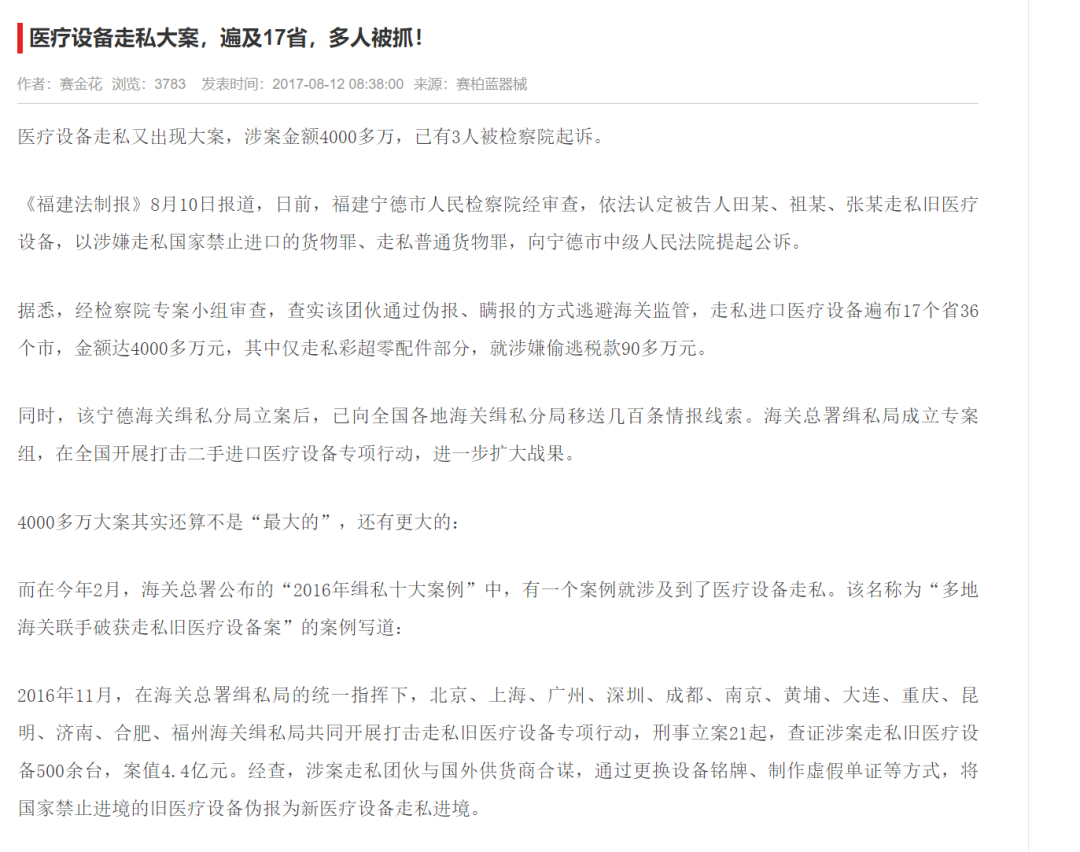 医疗设备走私大案，遍及17省，多人被抓！
作者：赛金花 浏览：3783 发表时间：2017-08-12 08:38:00 来源：赛柏蓝器械
医疗设备走私又出现大案，涉案金额4000多万，已有3人被检察院起诉。
《福建法制报》8月10日报道，日前，福建宁德市人民检察院经审查，依法认定被告人田某、祖某、张某走私旧医疗
设备，以涉嫌走私国家禁止进口的货物罪、走私普通货物罪，向宁德市中级人民法院提起公诉。
据悉，经检察院专案小组审查，查实该团伙通过伪报、瞒报的方式逃避海关监管，走私进口医疗设备遍布17个省36
个市，金额达4000多万元，其中仅走私彩超零配件部分，就涉嫌偷逃税款90多万元。
同时，该宁德海关缉私分局立案后，已向全国各地海关缉私分局移送几百条情报线索。海关总署缉私局成立专案
组，在全国开展打击二手进口医疗设备专项行动，进一步扩大战果。
4000多万大案其实还算不是“最大的”，还有更大的：
而在今年2月，海关总署公布的“2016年缉私十大案例”中，有一个案例就涉及到了医疗设备走私。该名称为“多地
海关联手破获走私旧医疗设备案”的案例写道：
2016年11月，在海关总署缉私局的统一指挥下，北京、上海、广州、深圳、成都、南京、黄埔、大连、重庆、昆
明、济南、合肥、福州海关缉私局共同开展打击走私旧医疗设备专项行动，刑事立案21起，查证涉案走私旧医疗设
备500余台，案值4.4亿元。经查，涉案走私团伙与国外供货商合谋，通过更换设备铭牌、制作虚假单证等方式，将
国家禁止进境的旧医疗设备伪报为新医疗设备走私进境。